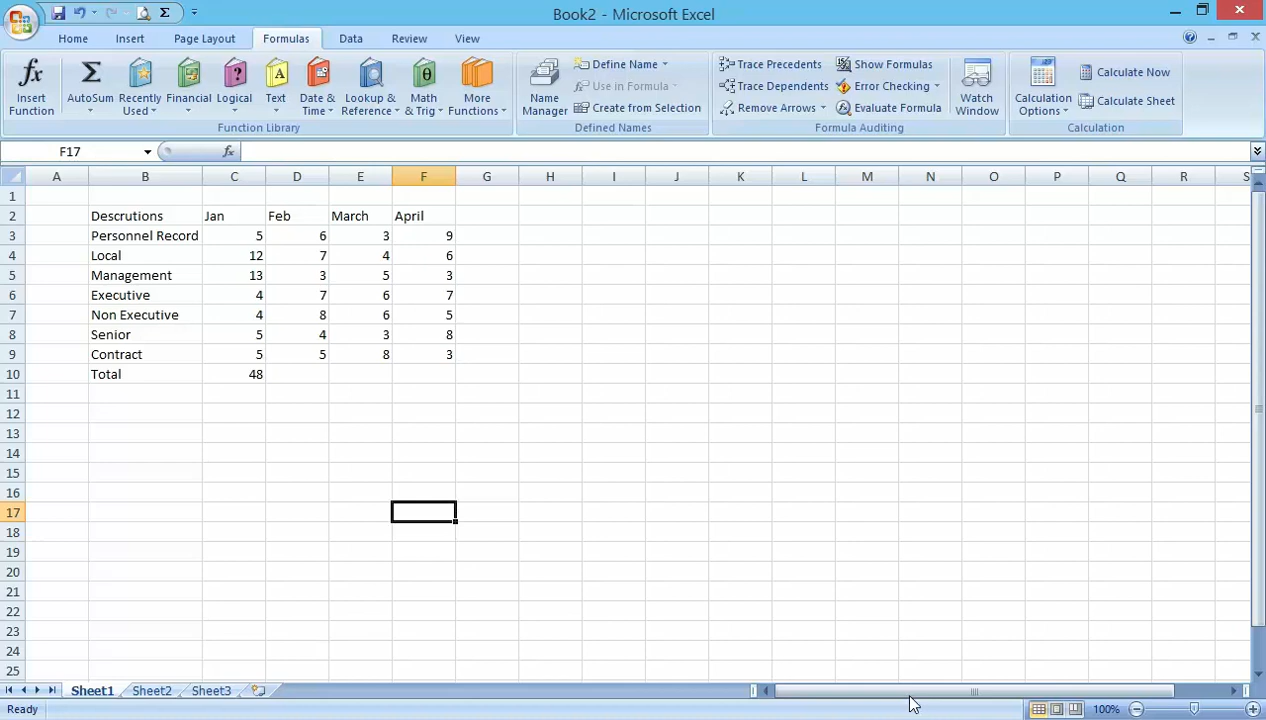 Book2 - Microsoft Excel
Home Insert Page Layout Formulas Data Review View
Insert Function
AutoSum
Recently Used
Financial
Logical
Text
Date & Time
Lookup & Reference
Math & Trig
More Functions
Function Library
Name Manager
Define Name
Use in Formula
Create from Selection
Defined Names
Trace Precedents
Trace Dependents
Remove Arrows
Show Formulas
Error Checking
Evaluate Formula
Watch Window
Formula Auditing
Calculation Options
Calculate Now
Calculate Sheet
Calculation
F17 fx
A B C D E F G H I J K L M N O P Q R S
1
2 Descrutions Jan Feb March April
3 Personnel Record 5 6 3 9
4 Local 12 7 4 6
5 Management 13 3 5 3
6 Executive 4 7 6 7
7 Non Executive 4 8 6 5
8 Senior 5 4 3 8
9 Contract 5 5 8 3
10 Total 48
11
12
13
14
15
16
17
18
19
20
21
22
23
24
25
Sheet1 Sheet2 Sheet3
Ready 100%